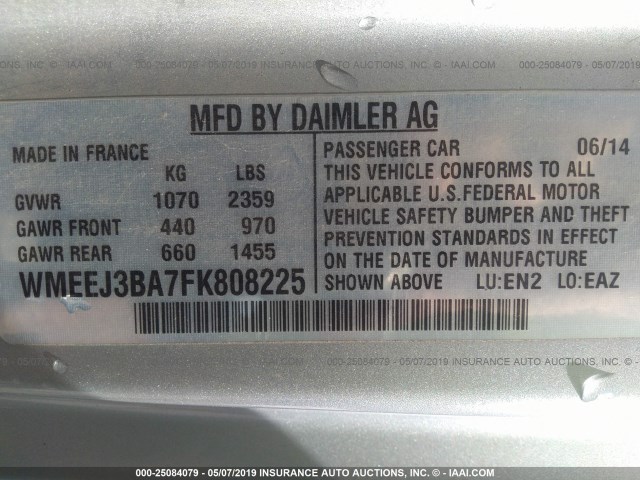 MFD BY DAIMLER AG
MADE IN FRANCE
KG LBS
GVWR 1070 2359
GAWR FRONT 440 970
GAWR REAR 660 1455
WMEEJ3BA7FK808225
PASSENGER CAR 06/14
THIS VEHICLE CONFORMS TO ALL
APPLICABLE U.S.FEDERAL MOTOR
VEHICLE SAFETY BUMPER AND THEFT
PREVENTION STANDARDS IN EFFECT
ON THE DATE OF MANUFACTURE
SHOWN ABOVE LU:EN2 LO:EAZ
000-25084079 - 05/07/2019 INSURANCE AUTO AUCTIONS, INC. - IAAI.COM